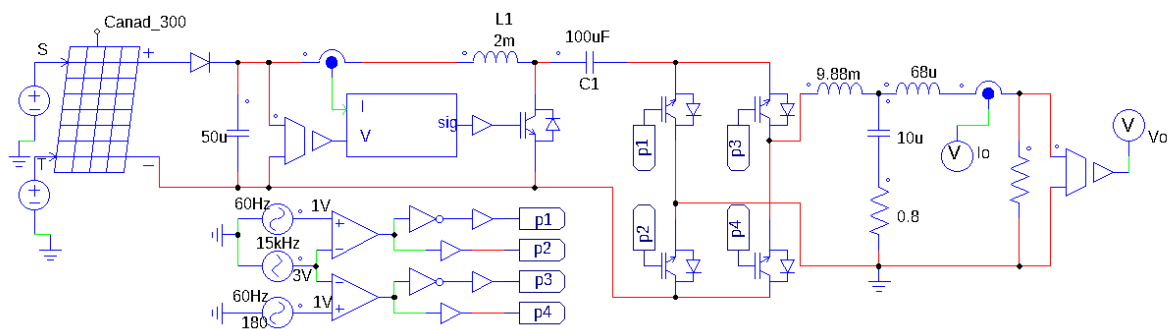 Canad_300
S
+
T
−
50u
I
V
sig
L1
2m
100uF
C1
p1
p3
p2
p4
9.88m
68u
10u
0.8
V
Io
V
Vo
60Hz
1V
15kHz
3V
60Hz
180
1V
p1
p2
p3
p4